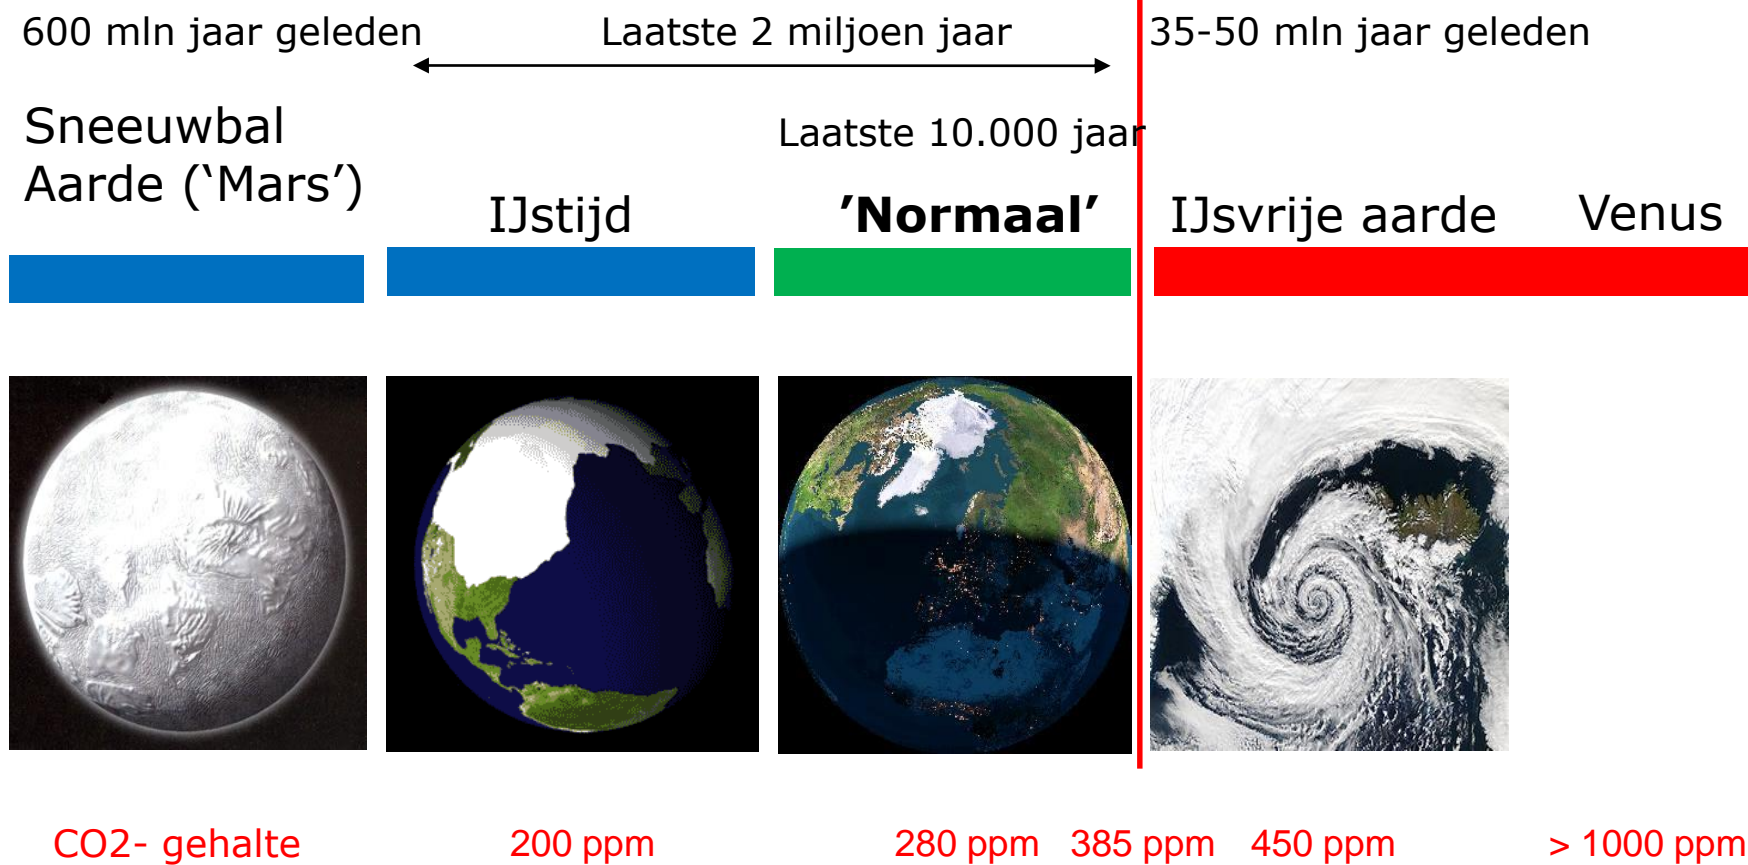 600 mln jaar geleden
Laatste 2 miljoen jaar
35-50 mln jaar geleden
Sneeuwbal
Aarde (‘Mars’)
Laatste 10.000 jaar
IJstijd
’Normaal’
IJsvrije aarde
Venus
CO2- gehalte
200 ppm
280 ppm
385 ppm
450 ppm
> 1000 ppm